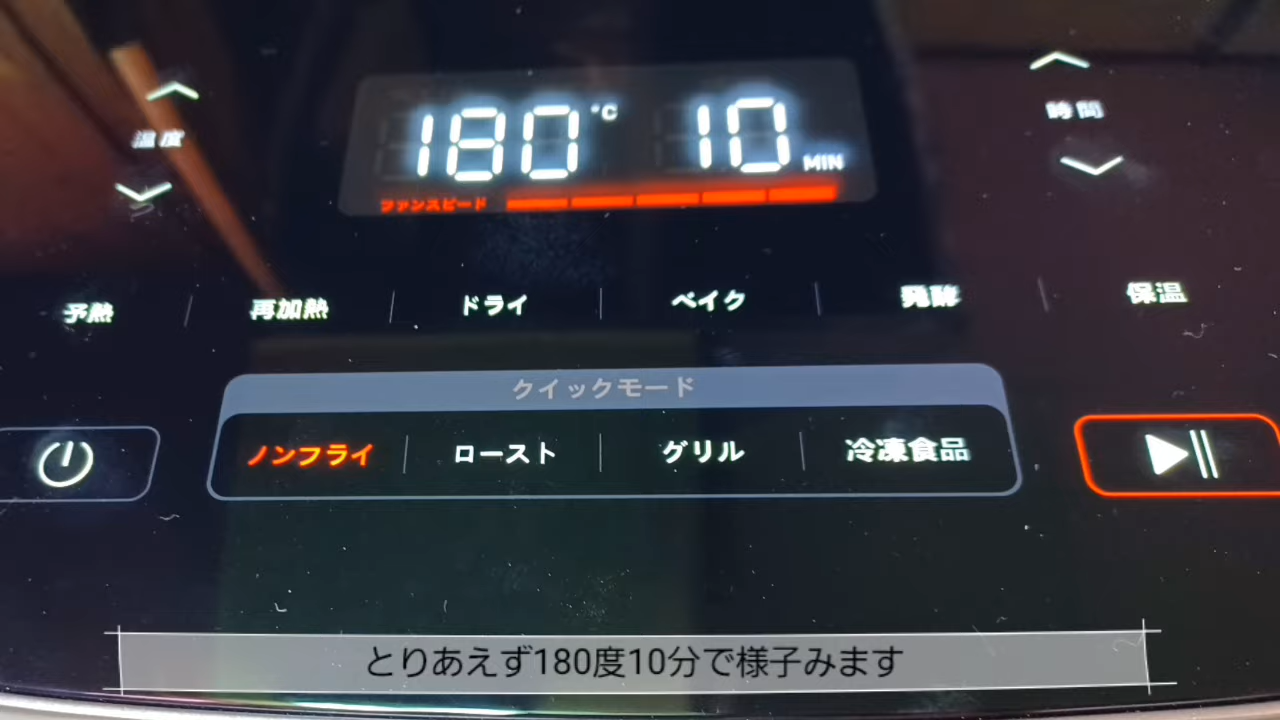 180 °C 10 MIN
温度
時間
ファンスピード
予熱 再加熱 ドライ ベイク 発酵 保温
クイックモード
ノンフライ ロースト グリル 冷凍食品
とりあえず180度10分で様子みます